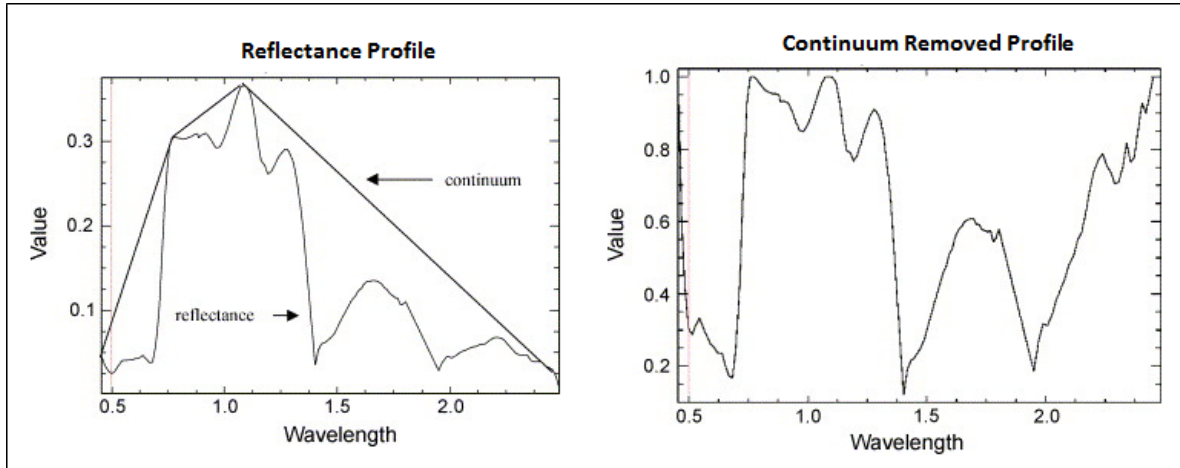 Reflectance Profile
Value
0.3
0.2
0.1
continuum
reflectance
0.5
1.0
1.5
2.0
Wavelength
Continuum Removed Profile
Value
1.0
0.8
0.6
0.4
0.2
0.5
1.0
1.5
2.0
Wavelength